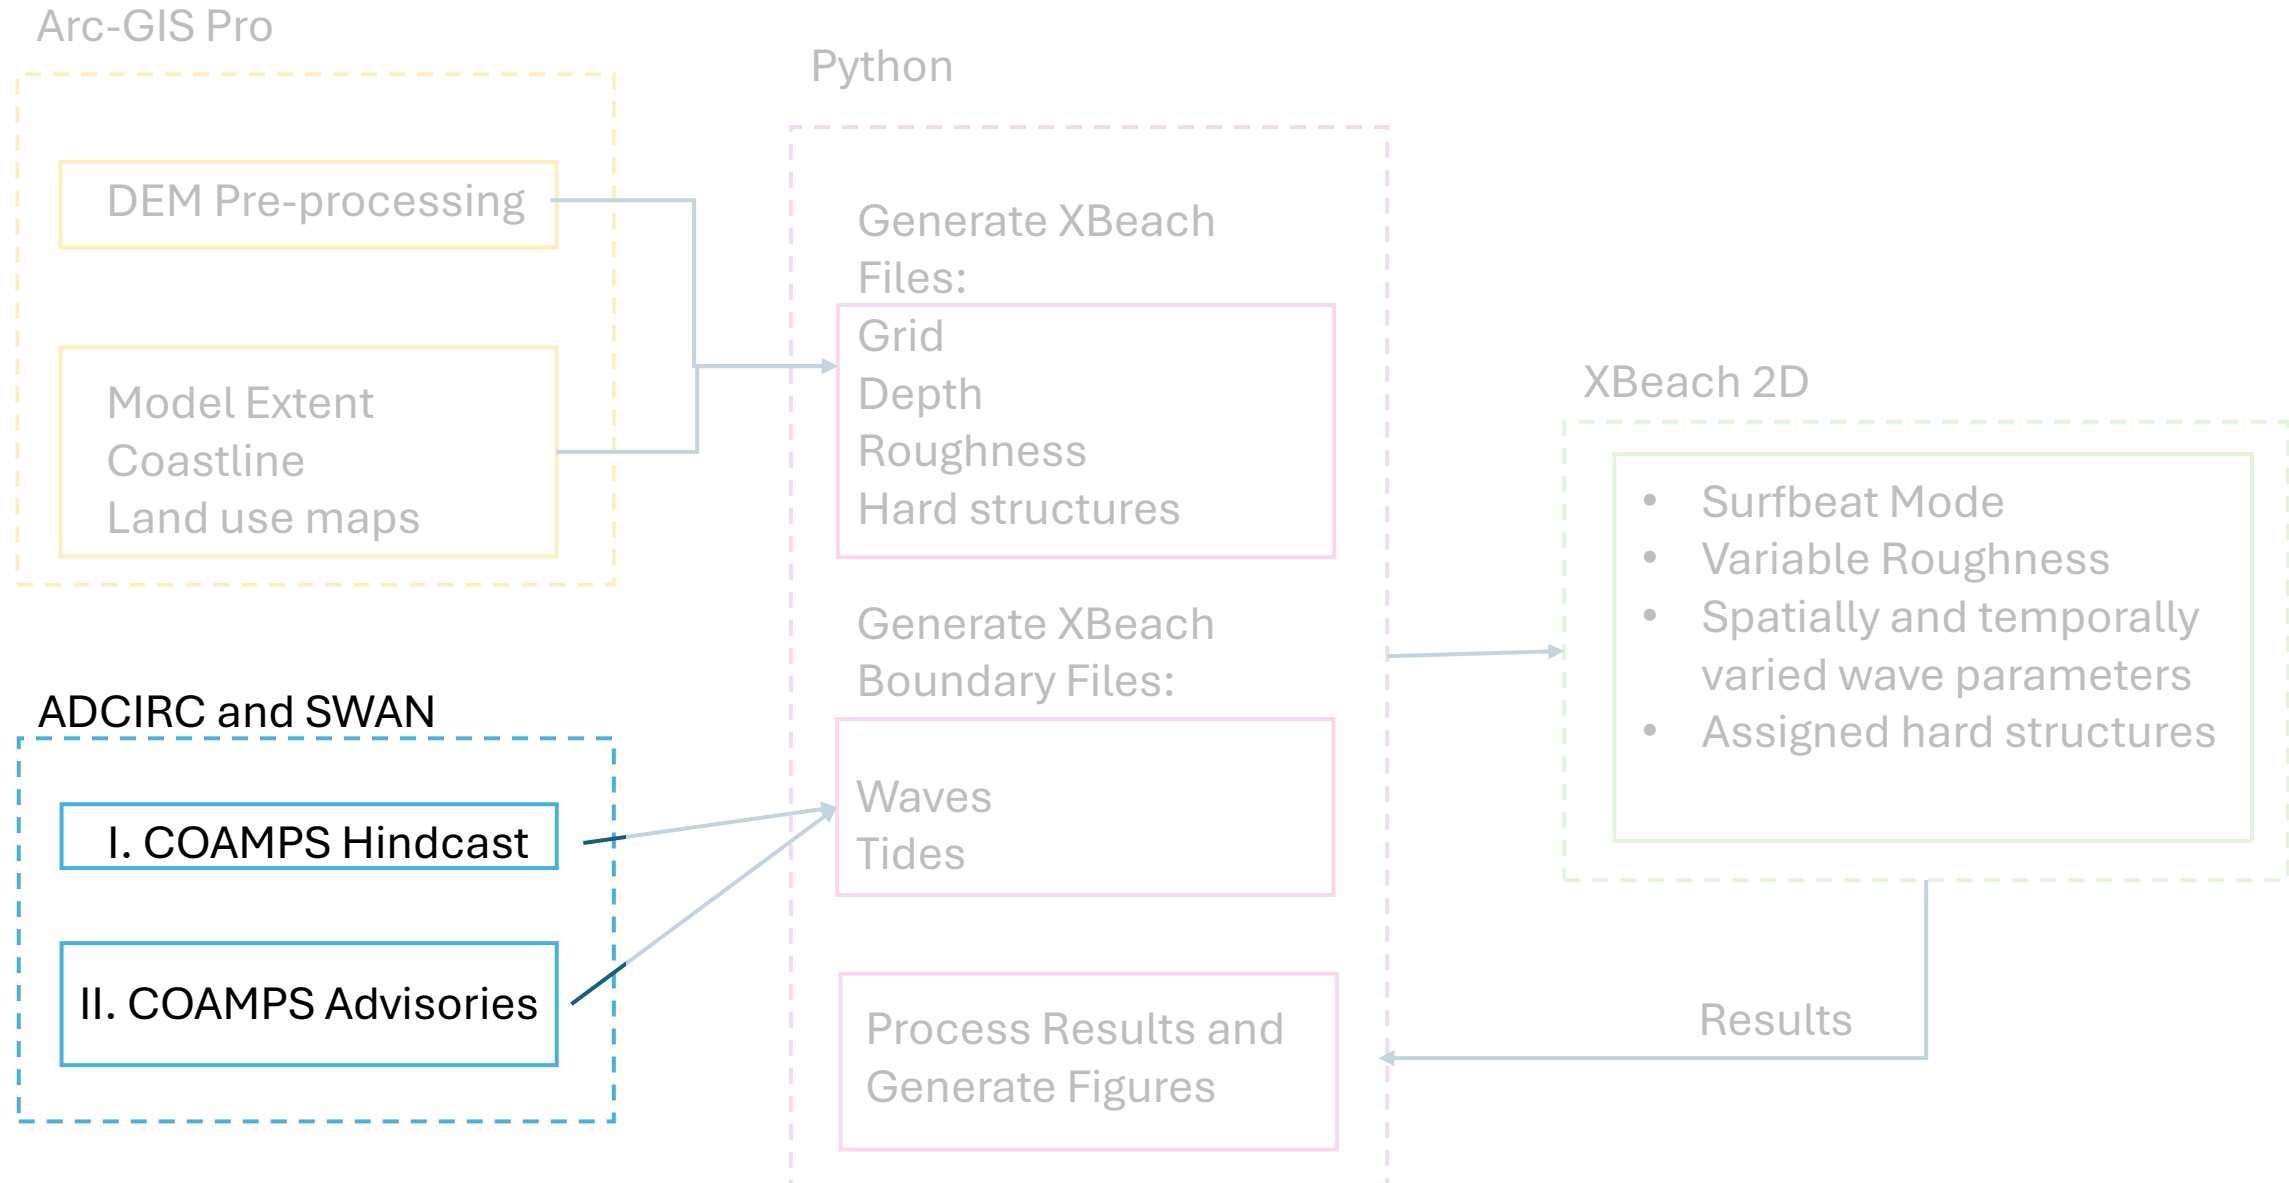 Arc-GIS Pro
DEM Pre-processing
Model Extent
Coastline
Land use maps
ADCIRC and SWAN
I. COAMPS Hindcast
II. COAMPS Advisories
Python
Generate XBeach
Files:
Grid
Depth
Roughness
Hard structures
Generate XBeach
Boundary Files:
Waves
Tides
Process Results and
Generate Figures
XBeach 2D
• Surfbeat Mode
• Variable Roughness
• Spatially and temporally
varied wave parameters
• Assigned hard structures
Results